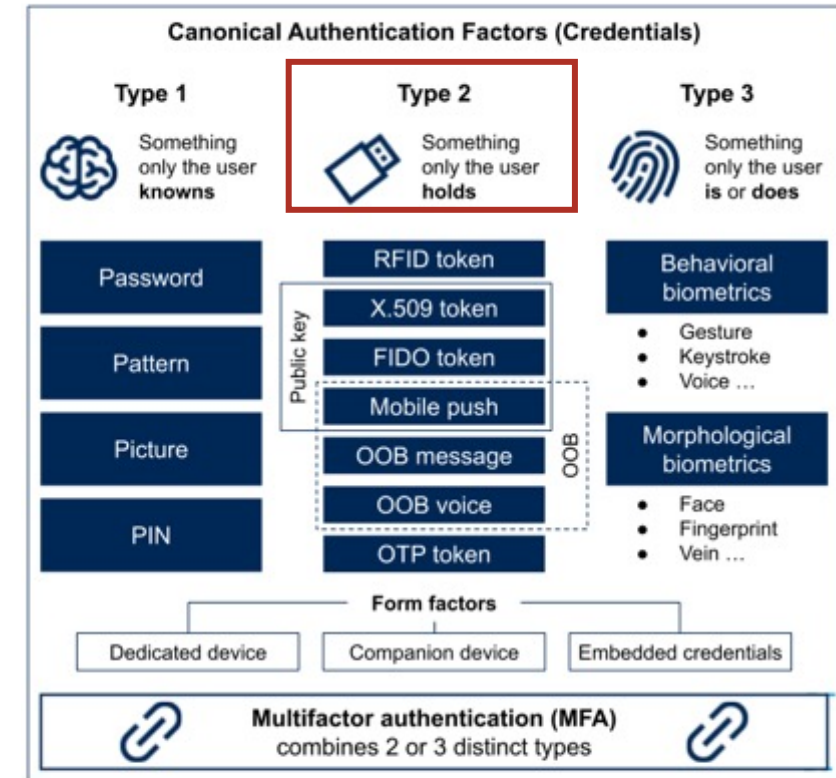 Canonical Authentication Factors (Credentials)
Type 1
Something
only the user
knowns
Type 2
Something
only the user
holds
Type 3
Something
only the user
is or does
Password
Pattern
Picture
PIN
RFID token
X.509 token
FIDO token
Mobile push
OOB message
OOB voice
OTP token
Public key
OOB
Behavioral
biometrics
● Gesture
● Keystroke
● Voice ...
Morphological
biometrics
● Face
● Fingerprint
● Vein ...
Form factors
Dedicated device
Companion device
Embedded credentials
Multifactor authentication (MFA)
combines 2 or 3 distinct types